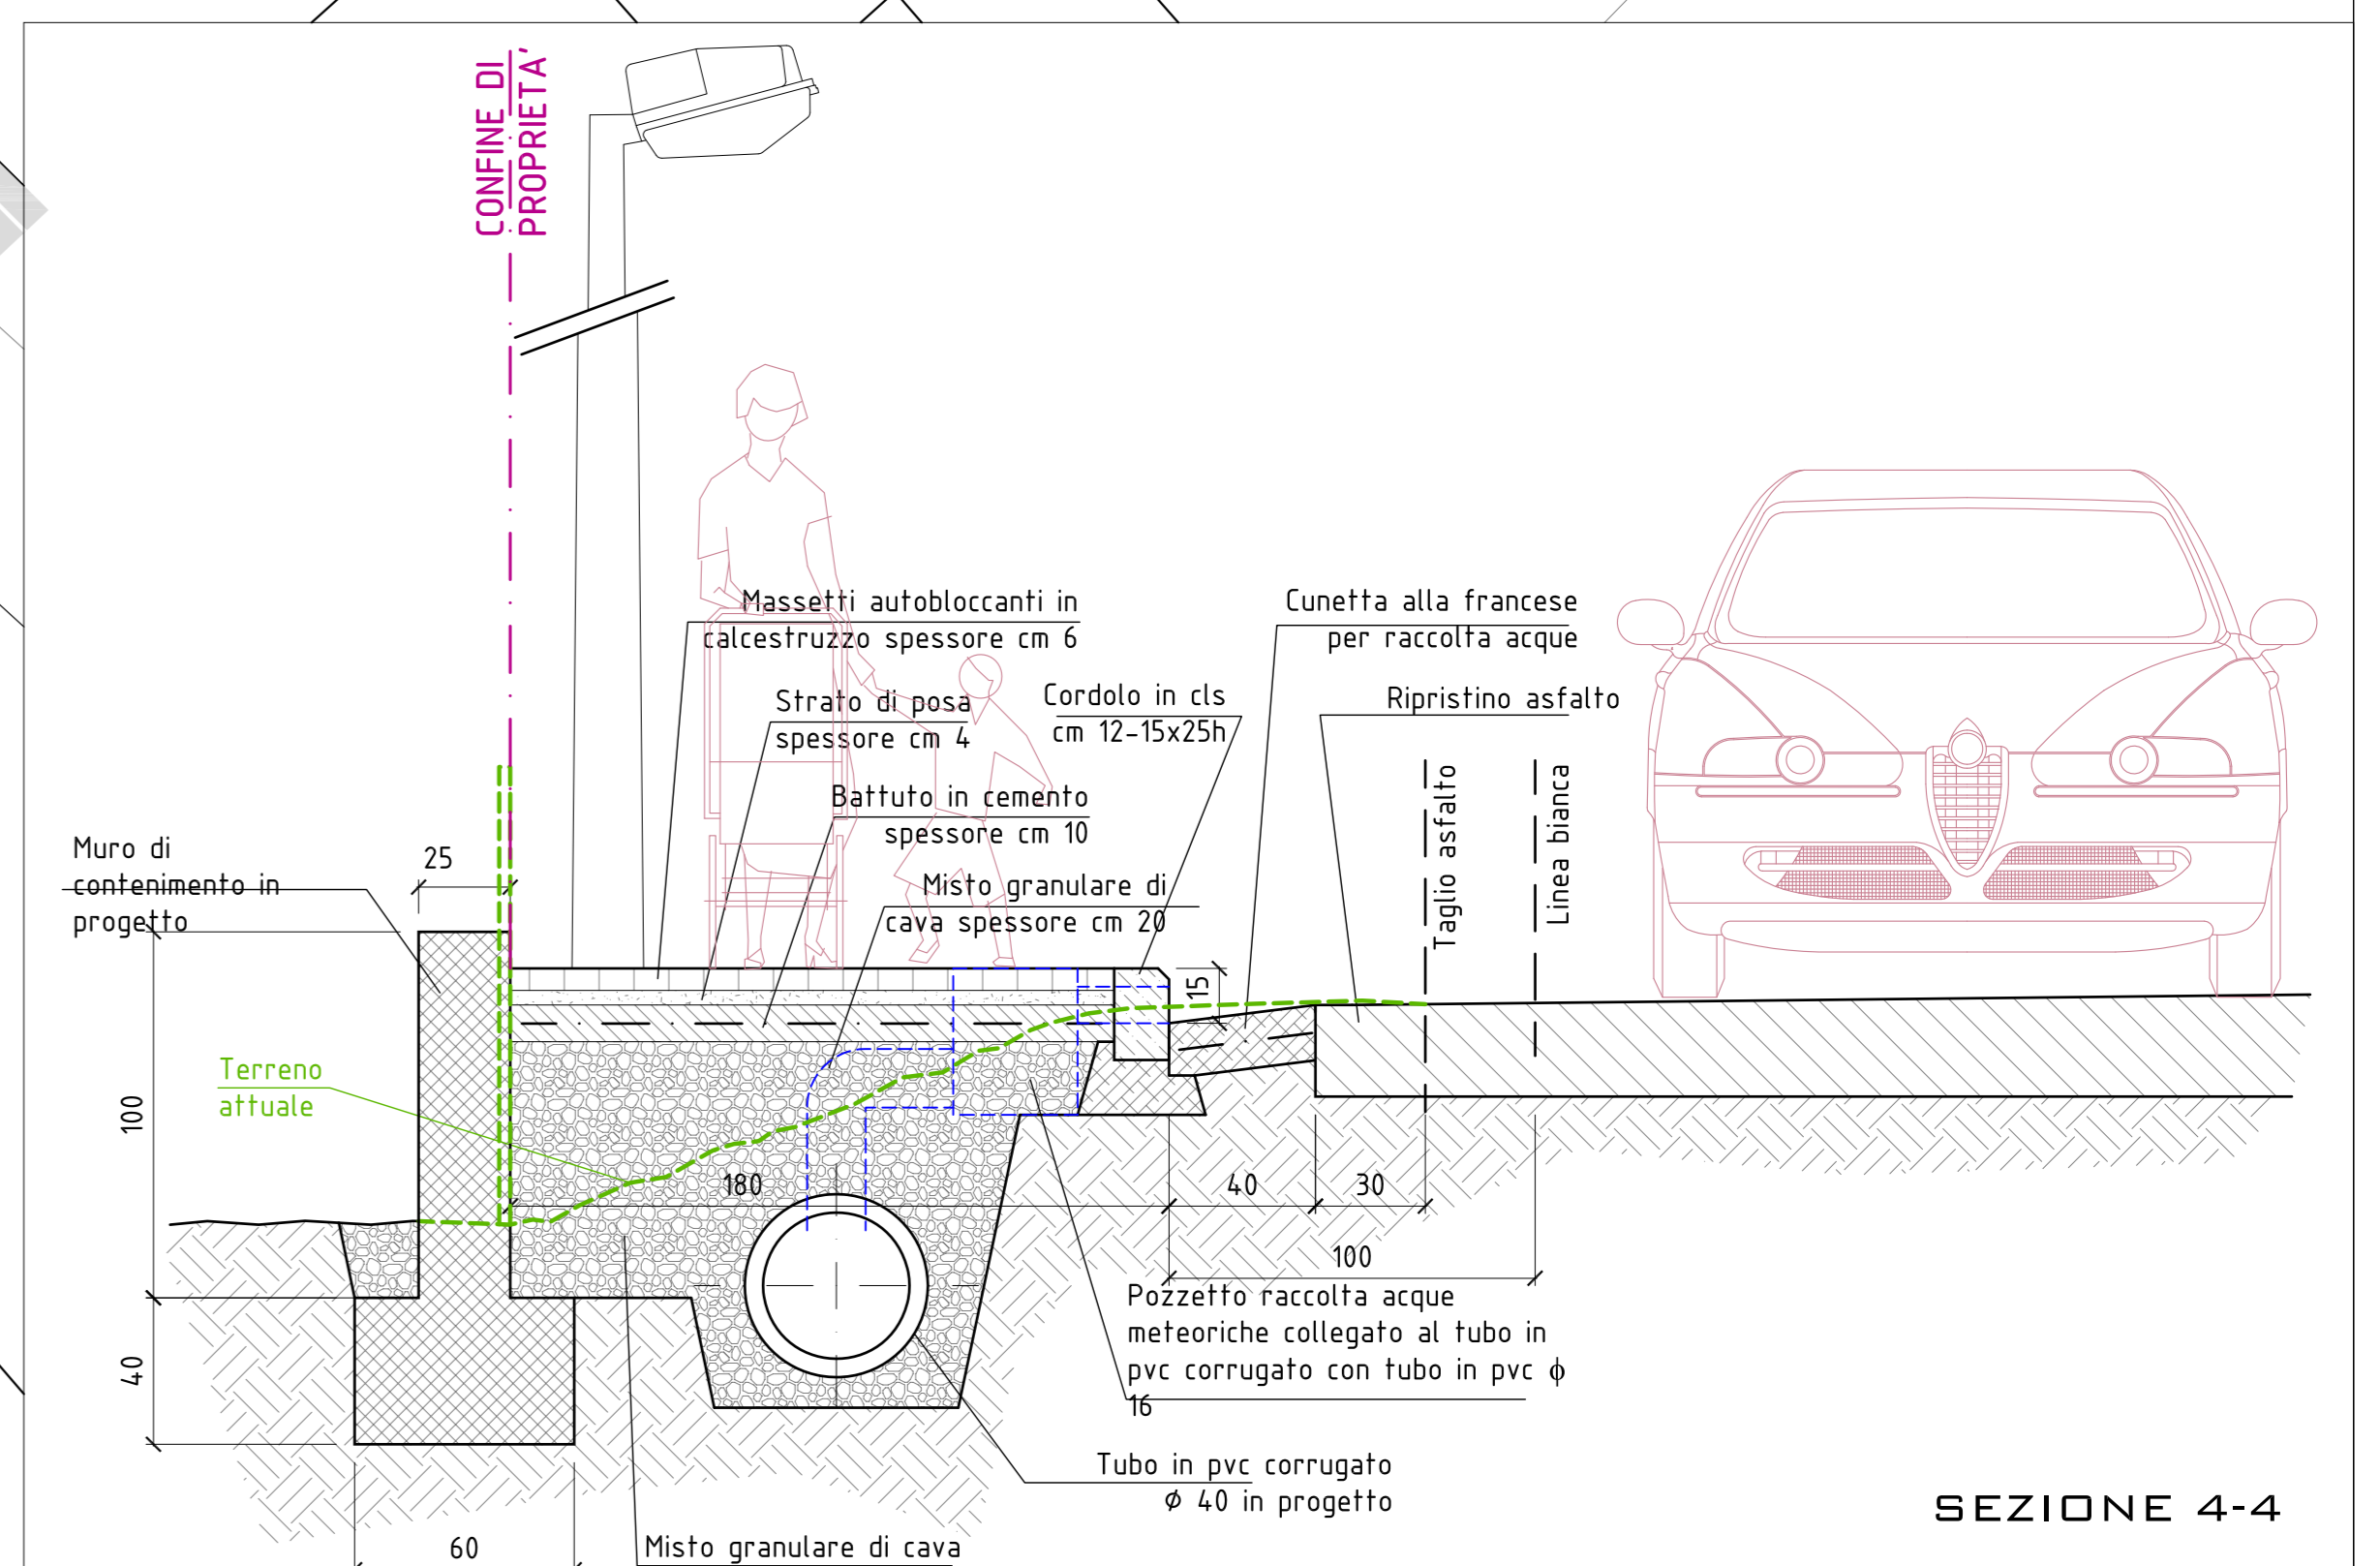 CONFINE DI
PROPRIETA'
Massetti autobloccanti in
calcestruzzo spessore cm 6
Cunetta alla francese
per raccolta acque
Strato di posa
spessore cm 4
Cordolo in cls
cm 12-15x25h
Ripristino asfalto
Battuto in cemento
spessore cm 10
Taglio asfalto
Linea bianca
Muro di
contenimento in
progetto
25
Misto granulare di
cava spessore cm 20
15
Terreno
attuale
100
180
40
30
100
Pozzetto raccolta acque
meteoriche collegato al tubo in
pvc corrugato con tubo in pvc ϕ
16
40
Tubo in pvc corrugato
Ø 40 in progetto
SEZIONE 4-4
60
Misto granulare di cava